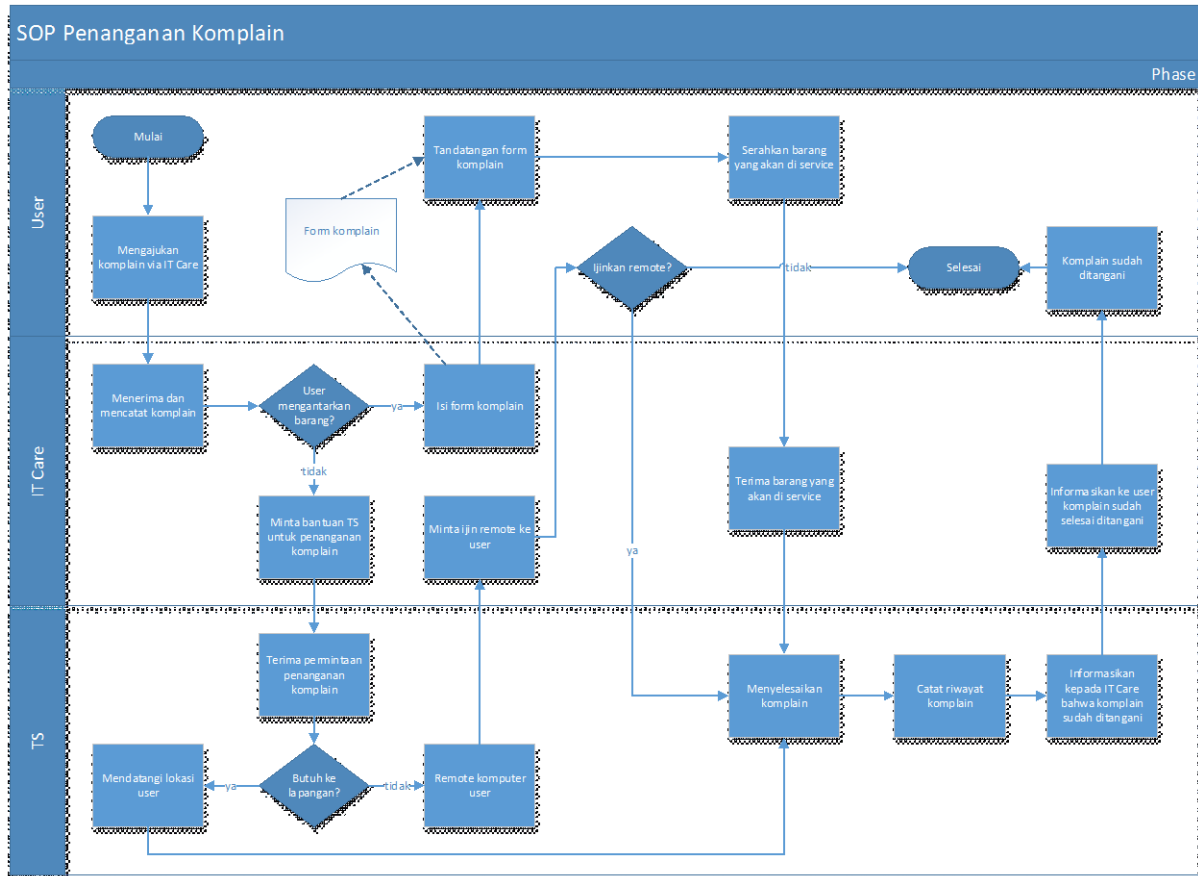 SOP Penanganan Komplain
Phase
User
Mulai
Mengajukan
komplain via IT Care
Form komplain
Tandatangan form
komplain
Serahkan barang
yang akan di service
Ijinkan remote?
tidak
ya
Selesai
Komplain sudah
ditangani
IT Care
Menerima dan
mencatat komplain
User
mengantarkan
barang?
ya
tidak
Isi form komplain
Minta bantuan TS
untuk penanganan
komplain
Minta ijin remote ke
user
Terima barang yang
akan di service
Informasikan ke user
komplain sudah
selesai ditangani
TS
Terima permintaan
penanganan
komplain
Butuh ke
lapangan?
ya
tidak
Mendatangi lokasi
user
Remote komputer
user
Menyelesaikan
komplain
Catat riwayat
komplain
Informasikan
kepada IT Care
bahwa komplain
sudah ditangani